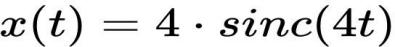 x(t) = 4 · sinc(4t)